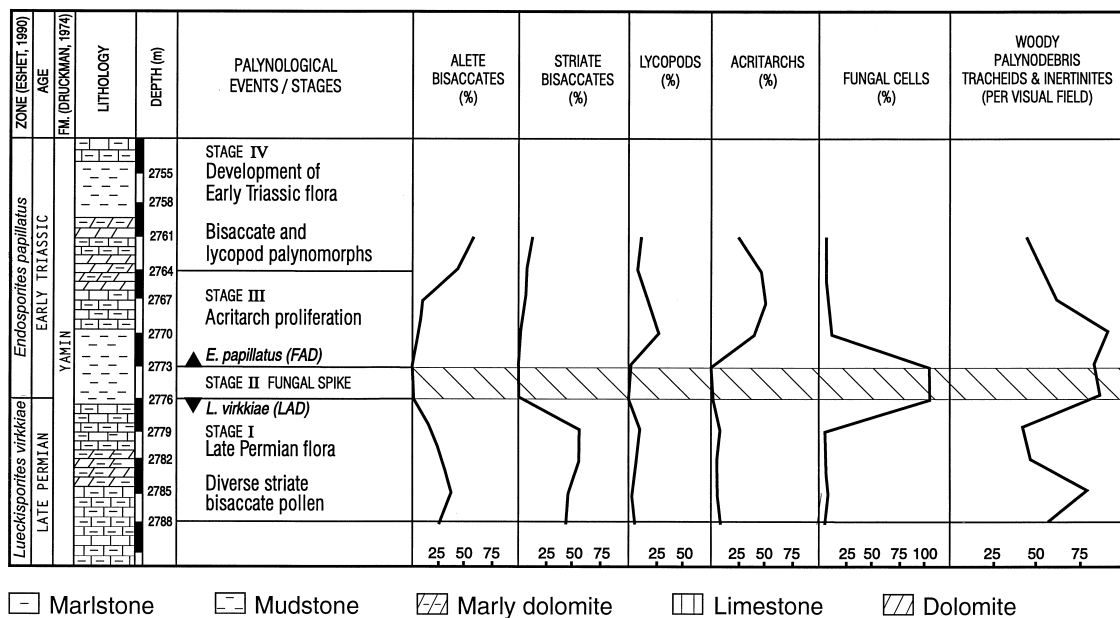 ZONE (ESHET, 1990)
AGE
FM. (DRUCKMAN, 1974)
LITHOLOGY
DEPTH (m)
PALYNOLOGICAL
EVENTS / STAGES
ALETE
BISACCATES
(%)
STRIATE
BISACCATES
(%)
LYCOPODS
(%)
ACRITARCHS
(%)
FUNGAL CELLS
(%)
WOODY
PALYNODEBRIS
TRACHEIDS & INERTINITES
(PER VISUAL FIELD)
Endosporites papillatus
Lueckisporites virkkiae
EARLY TRIASSIC
LATE PERMIAN
YAMIN
2755
2758
2761
2764
2767
2770
2773
2776
2779
2782
2785
2788
STAGE IV
Development of
Early Triassic flora
Bisaccate and
lycopod palynomorphs
STAGE III
Acritarch proliferation
E. papillatus (FAD)
STAGE II FUNGAL SPIKE
L. virkkiae (LAD)
STAGE I
Late Permian flora
Diverse striate
bisaccate pollen
25 50 75
25 50 75
25 50
25 50 75
25 50 75 100
25 50 75
Marlstone
Mudstone
Marly dolomite
Limestone
Dolomite